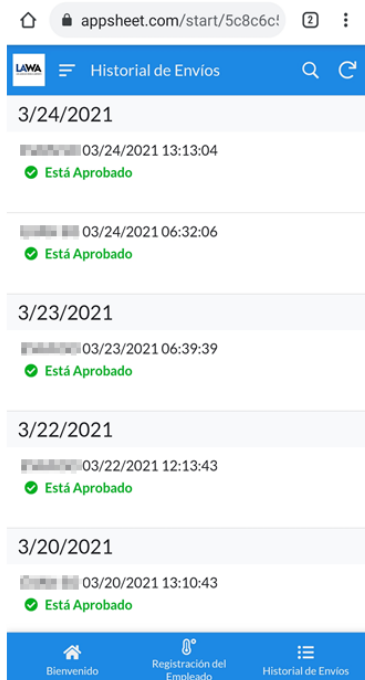 appsheet.com/start/5c8c6c5
2
LAWA
Historial de Envíos
3/24/2021
03/24/2021 13:13:04
Está Aprobado
03/24/2021 06:32:06
Está Aprobado
3/23/2021
03/23/2021 06:39:39
Está Aprobado
3/22/2021
03/22/2021 12:13:43
Está Aprobado
3/20/2021
03/20/2021 13:10:43
Está Aprobado
Bienvenido
Registración del
Empleado
Historial de Envíos